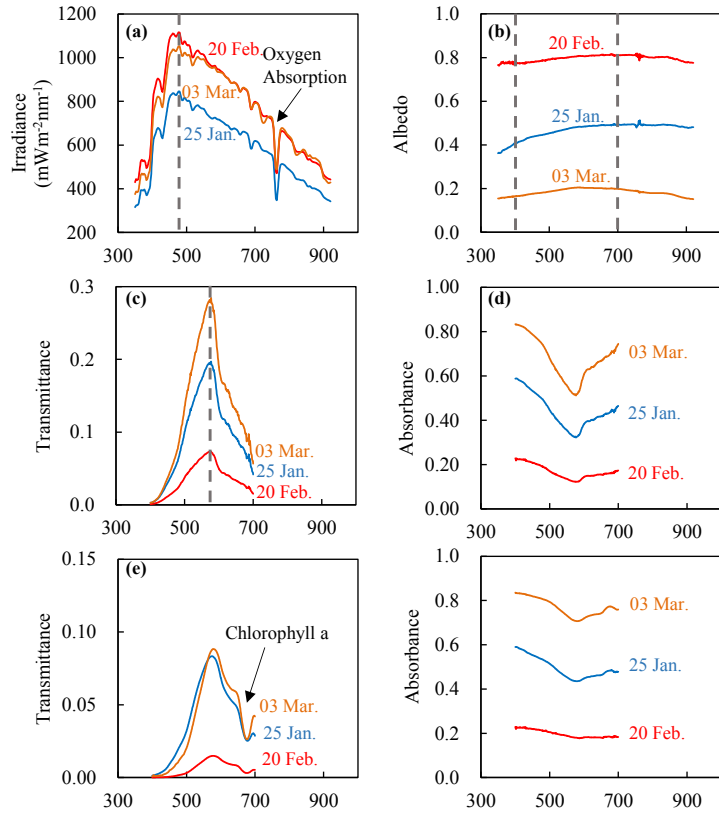 (a)
1200
1000
800
600
400
200
Irradiance
(mWm-2nm-1)
20 Feb.
03 Mar.
25 Jan.
Oxygen
Absorption
300 500 700 900
(b)
1.0
0.8
0.6
0.4
0.2
0.0
Albedo
20 Feb.
25 Jan.
03 Mar.
300 500 700 900
(c)
0.3
0.2
0.1
0.0
Transmittance
03 Mar.
25 Jan.
20 Feb.
300 500 700 900
(d)
1.00
0.80
0.60
0.40
0.20
0.00
Absorbance
03 Mar.
25 Jan.
20 Feb.
300 500 700 900
(e)
0.15
0.10
0.05
0.00
Transmittance
Chlorophyll a
03 Mar.
25 Jan.
20 Feb.
300 500 700 900
1.0
0.8
0.6
0.4
0.2
0.0
Absorbance
03 Mar.
25 Jan.
20 Feb.
300 500 700 900